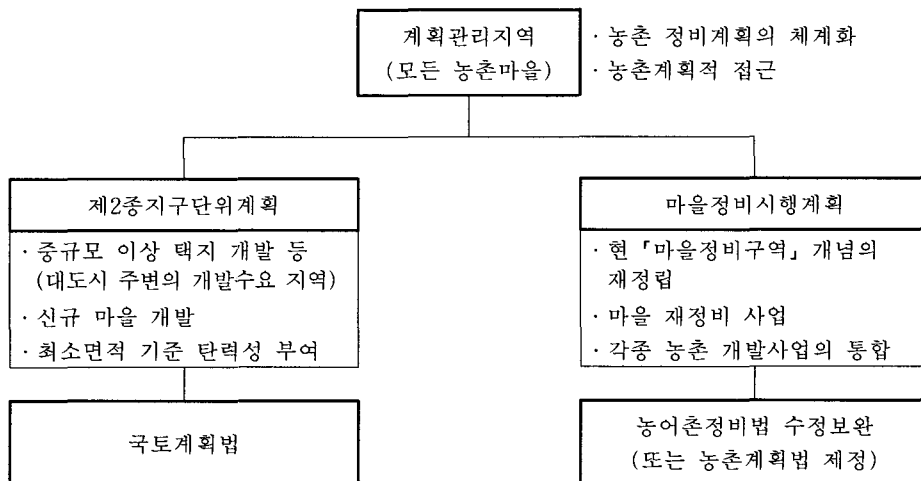 계획관리지역
(모든 농촌마을)
· 농촌 정비계획의 체계화
· 농촌계획적 접근
제2종지구단위계획
· 중규모 이상 택지 개발 등
(대도시 주변의 개발수요 지역)
· 신규 마을 개발
· 최소면적 기준 탄력성 부여
국토계획법
마을정비시행계획
· 현「마을정비구역」개념의
재정립
· 마을 재정비 사업
· 각종 농촌 개발사업의 통합
농어촌정비법 수정보완
(또는 농촌계획법 제정)